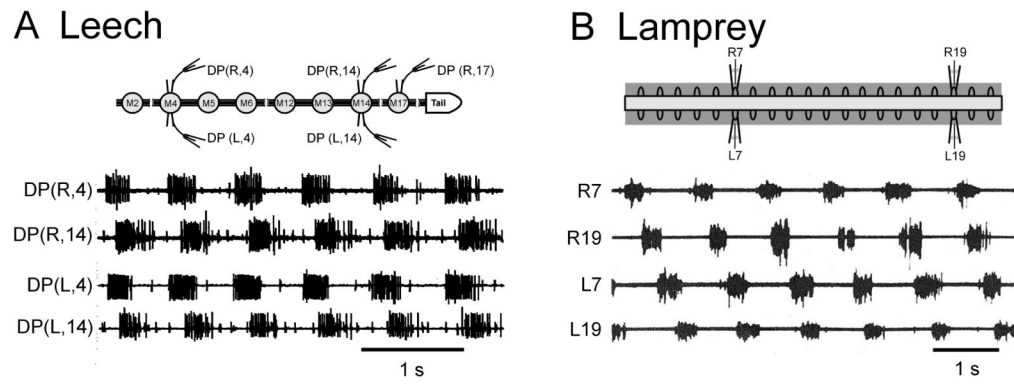 A Leech
DP(R,4)
DP(R,14)
DP (R,17)
M2
M4
M5
M6
M12
M13
M14
M17
Tail
DP (L,4)
DP (L,14)
DP(R,4)
DP(R,14)
DP(L,4)
DP(L,14)
1 s
B Lamprey
R7
R19
L7
L19
R7
R19
L7
L19
1 s